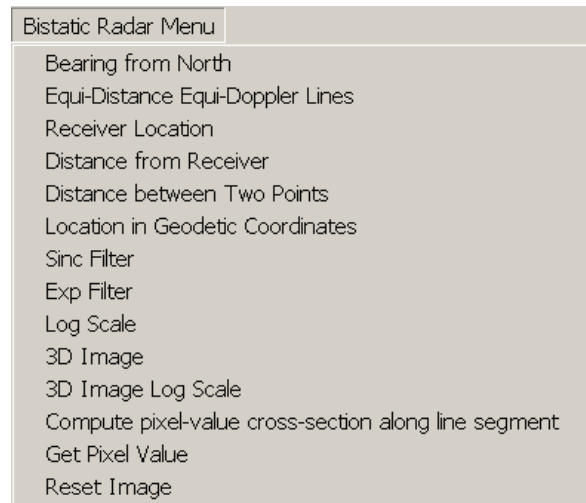 Bistatic Radar Menu
Bearing from North
Equi-Distance Equi-Doppler Lines
Receiver Location
Distance from Receiver
Distance between Two Points
Location in Geodetic Coordinates
Sinc Filter
Exp Filter
Log Scale
3D Image
3D Image Log Scale
Compute pixel-value cross-section along line segment
Get Pixel Value
Reset Image